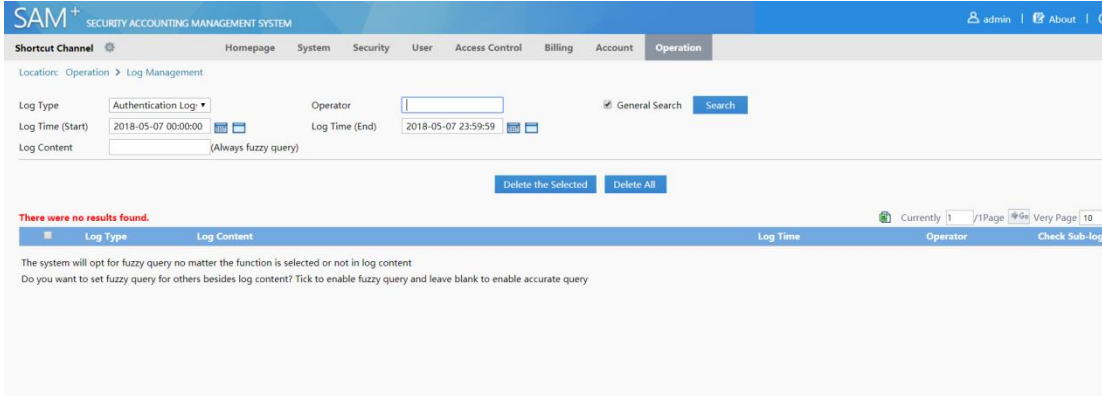 SAM+ SECURITY ACCOUNTING MANAGEMENT SYSTEM admin | About |
Shortcut Channel Homepage System Security User Access Control Billing Account Operation
Location: Operation > Log Management
Log Type Authentication Log: Operator General Search Search
Log Time (Start) 2018-05-07 00:00:00 Log Time (End) 2018-05-07 23:59:59
Log Content (Always fuzzy query)
Delete the Selected Delete All
There were no results found. Currently 1 /1Page Go Very Page 10
Log Type Log Content Log Time Operator Check Sub-log
The system will opt for fuzzy query no matter the function is selected or not in log content
Do you want to set fuzzy query for others besides log content? Tick to enable fuzzy query and leave blank to enable accurate query